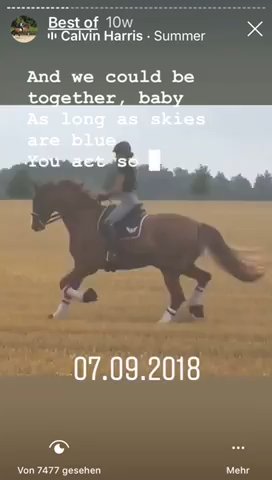 Best of 10w
Calvin Harris · Summer
And we could be
together, baby
As long as skies
are blue
You act so
07.09.2018
Von 7477 gesehen
Mehr